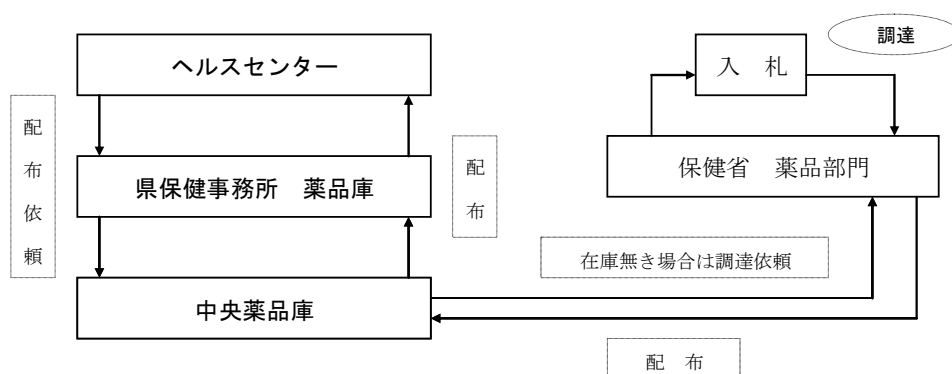 調達
ヘルスセンター
入　札
配布依頼
配布
県保健事務所　薬品庫
保健省　薬品部門
在庫無き場合は調達依頼
中央薬品庫
配　布